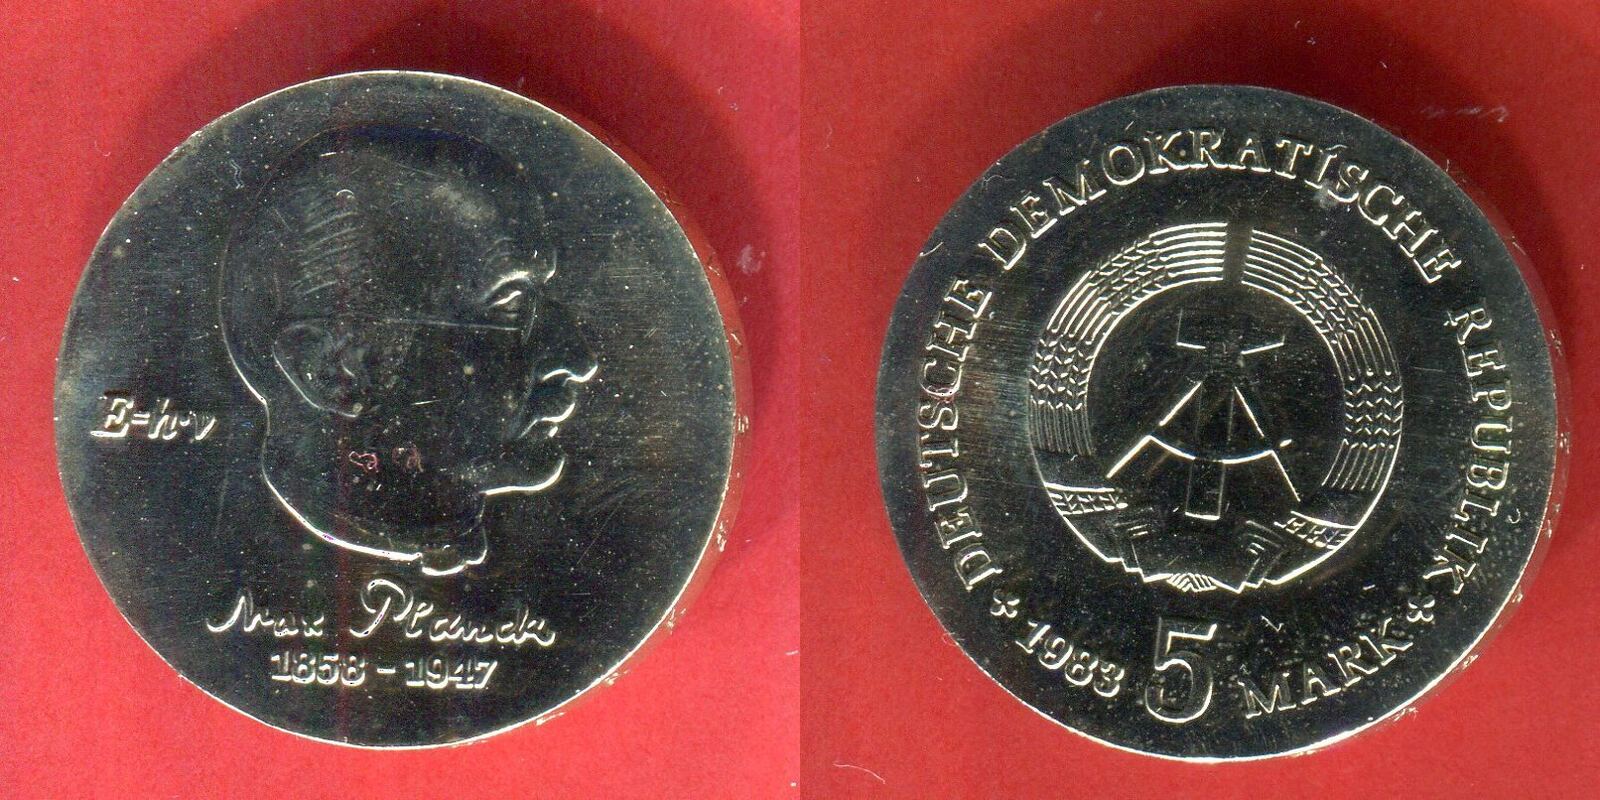 E=h·ν
Max Planck
1858 - 1947
DEUTSCHE DEMOKRATISCHE REPUBLIK
* 1983 5 MARK *